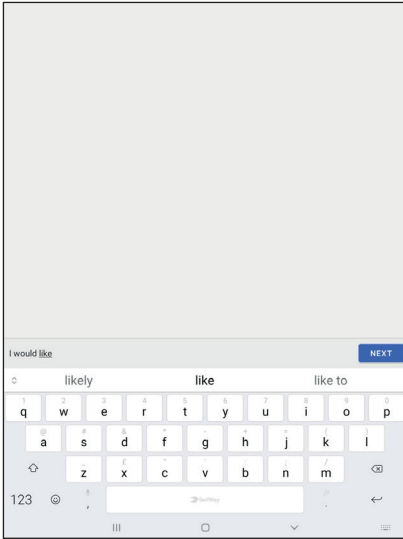 I would like
NEXT
likely like like to
1 2 3 4 5 6 7 8 9 0
q w e r t y u i o p
@ # & * - + = ( )
a s d f g h j k l
_ £ " ' : ; /
z x c v b n m
123 , SwiftKey .